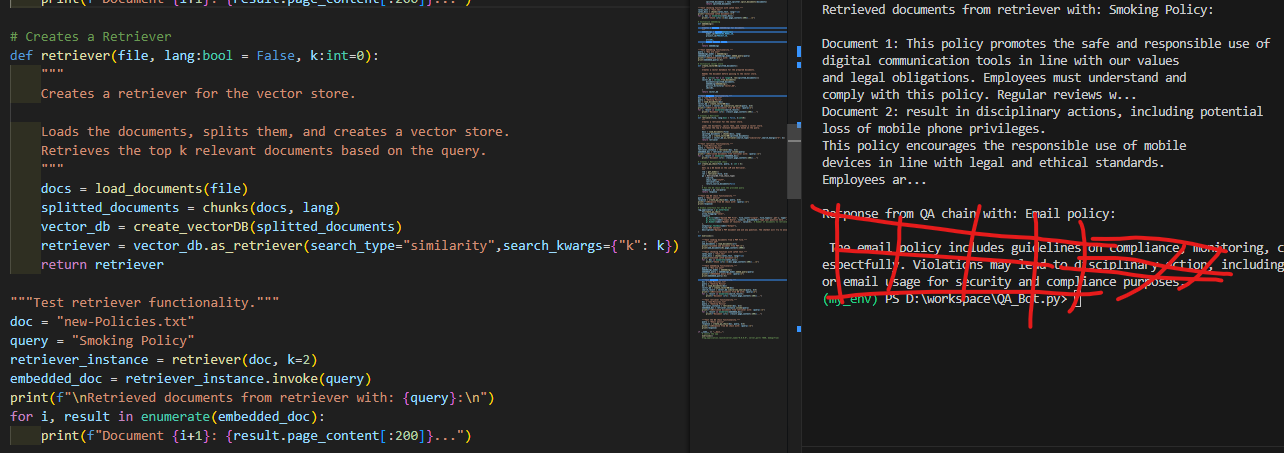 print(f"Document {i+1}: {result.page_content[:200]}...")
# Creates a Retriever
def retriever(file, lang:bool = False, k:int=0):
"""
Creates a retriever for the vector store.
Loads the documents, splits them, and creates a vector store.
Retrieves the top k relevant documents based on the query.
"""
docs = load_documents(file)
splitted_documents = chunks(docs, lang)
vector_db = create_vectorDB(splitted_documents)
retriever = vector_db.as_retriever(search_type="similarity",search_kwargs={"k": k})
return retriever
"""Test retriever functionality."""
doc = "new-Policies.txt"
query = "Smoking Policy"
retriever_instance = retriever(doc, k=2)
embedded_doc = retriever_instance.invoke(query)
print(f"\nRetrieved documents from retriever with: {query}:\n")
for i, result in enumerate(embedded_doc):
print(f"Document {i+1}: {result.page_content[:200]}...")
Retrieved documents from retriever with: Smoking Policy:
Document 1: This policy promotes the safe and responsible use of
digital communication tools in line with our values
and legal obligations. Employees must understand and
comply with this policy. Regular reviews w...
Document 2: result in disciplinary actions, including potential
loss of mobile phone privileges.
This policy encourages the responsible use of mobile
devices in line with legal and ethical standards.
Employees ar...
Response from QA chain with: Email policy:
The email policy includes guidelines on compliance, monitoring, c
espectfully. Violations may lead to disciplinary action, including
or email usage for security and compliance purposes.
(my_env) PS D:\workspace\QA_Bot.py>